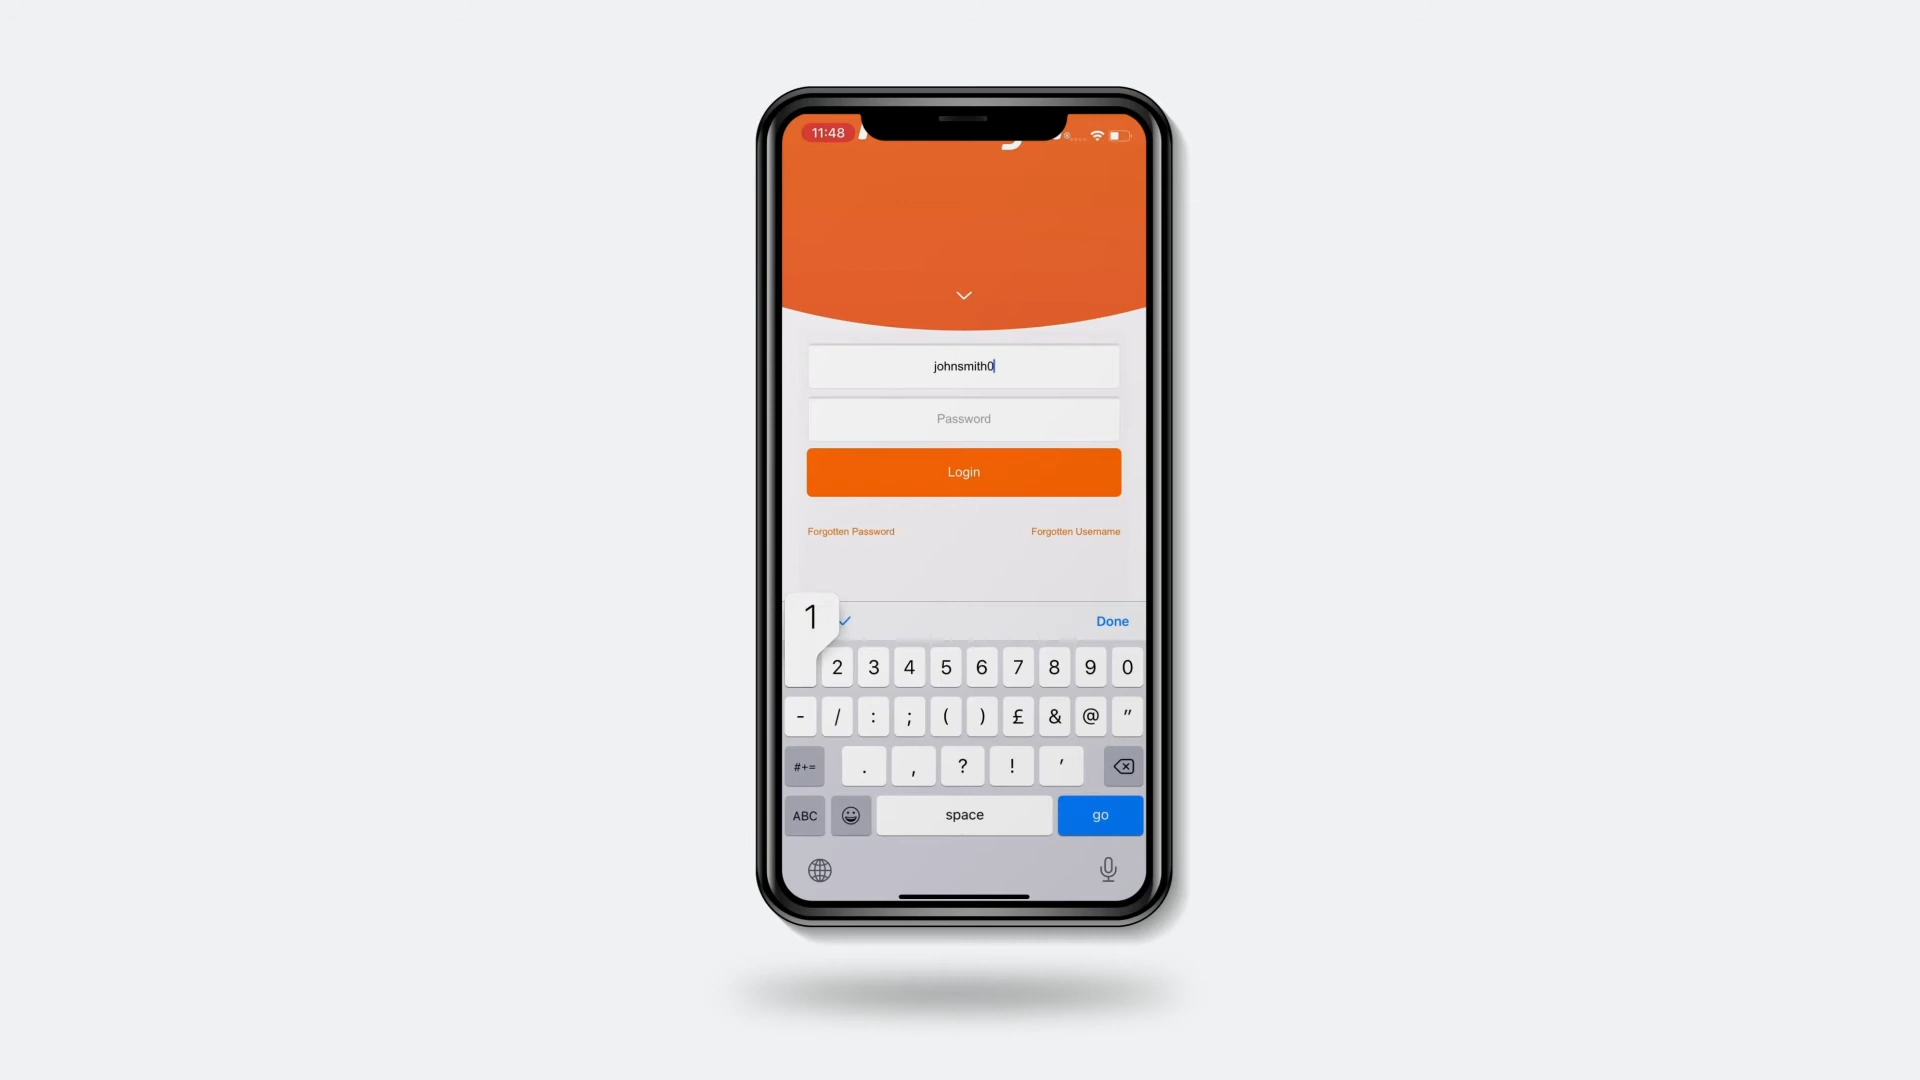 11:48
johnsmith0
Password
Login
Forgotten Password Forgotten Username
1
Done
2 3 4 5 6 7 8 9 0
- / : ; ( ) £ & @ "
#+= . , ? ! '
ABC space go